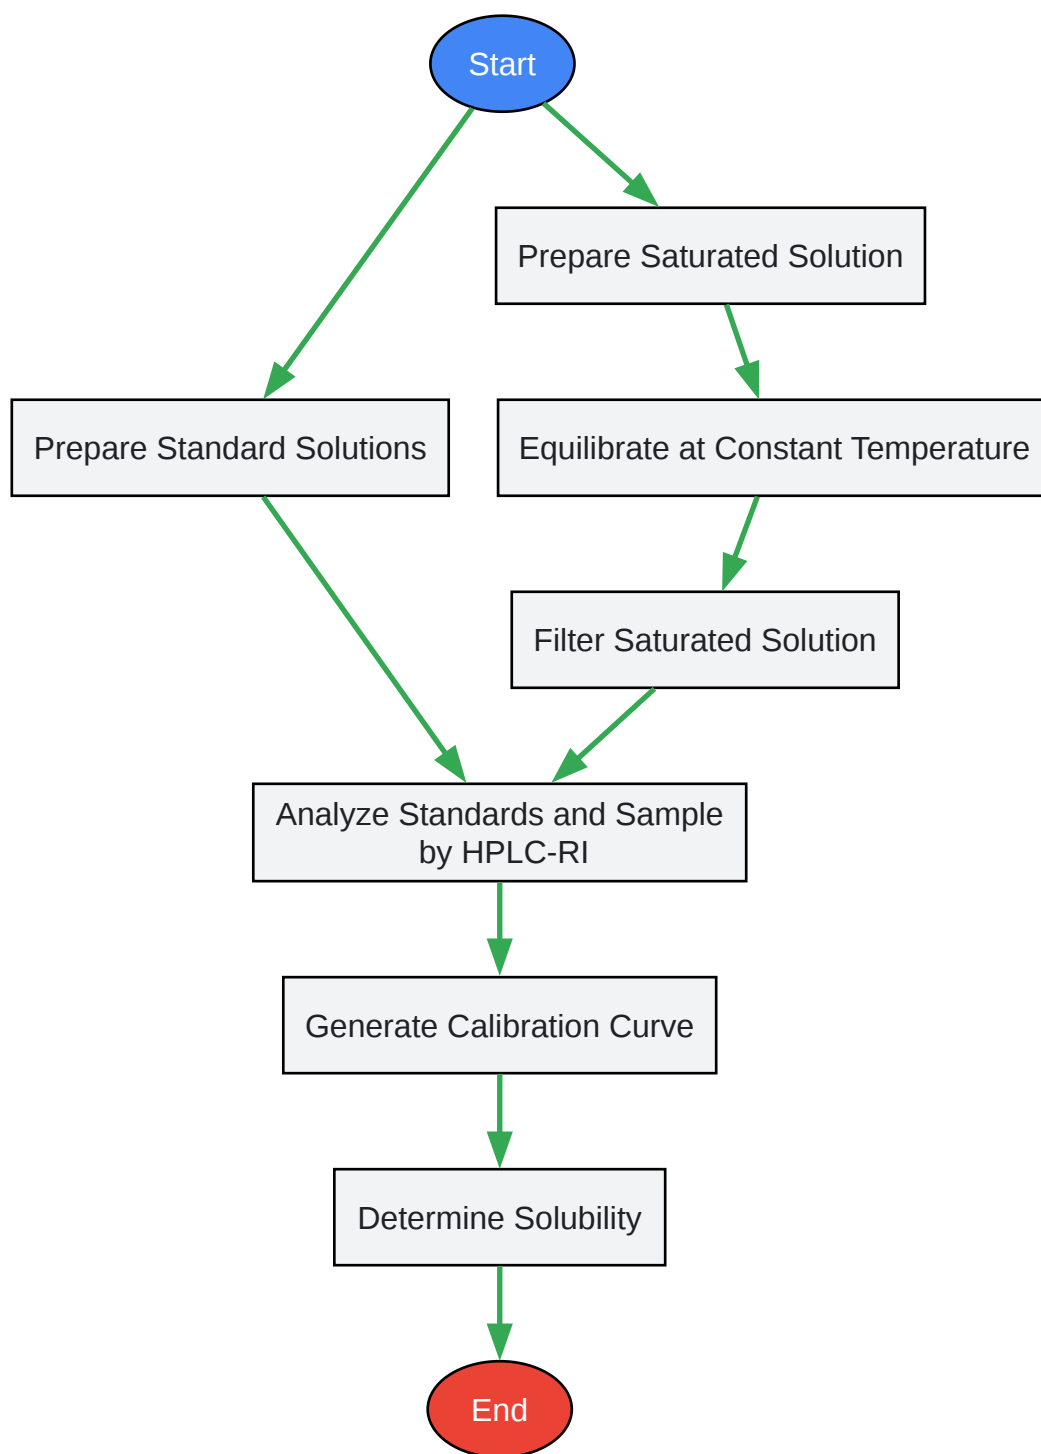 Start
Prepare Saturated Solution
Prepare Standard Solutions
Equilibrate at Constant Temperature
Filter Saturated Solution
Analyze Standards and Sample
by HPLC-RI
Generate Calibration Curve
Determine Solubility
End